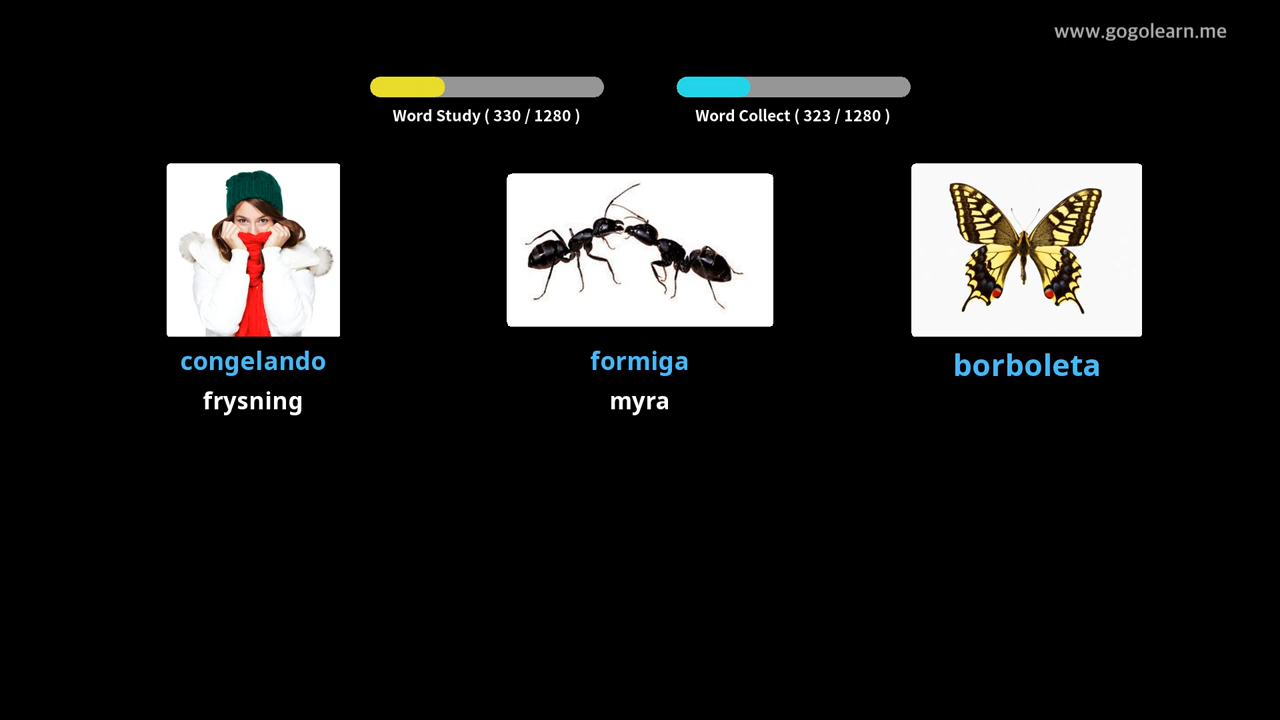 www.gogolearn.me
Word Study ( 330 / 1280 )
Word Collect ( 323 / 1280 )
congelando
frysning
formiga
myra
borboleta